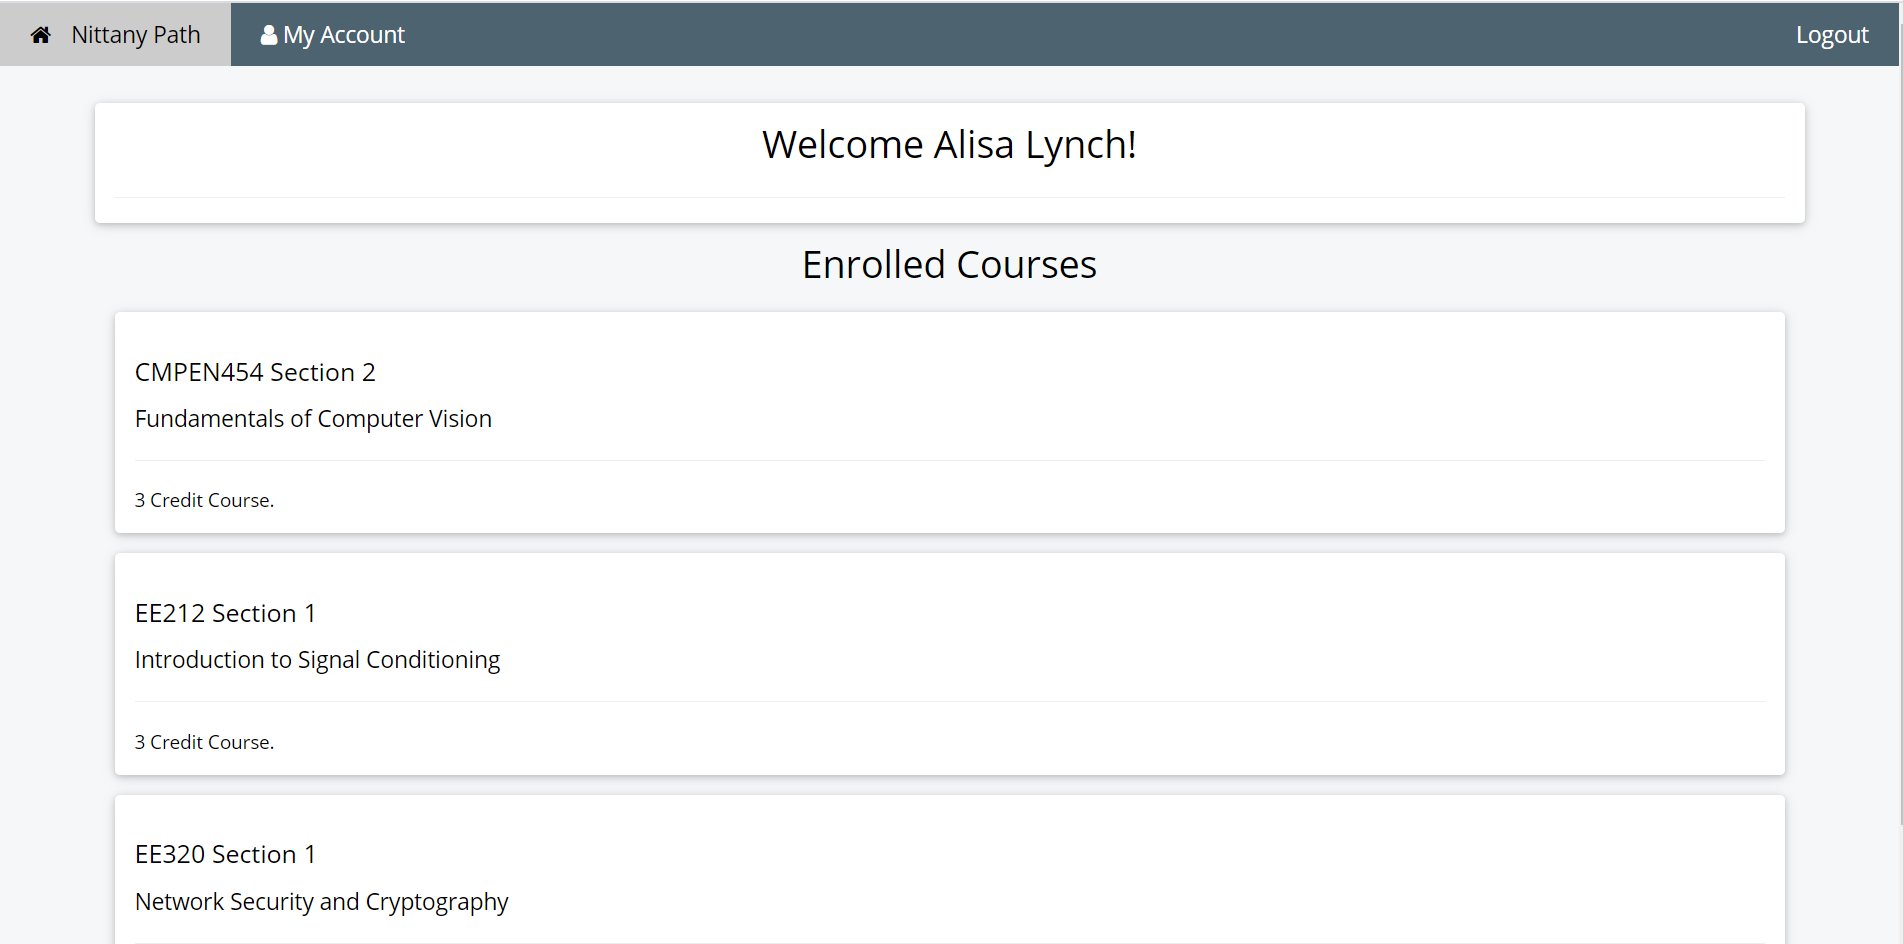 Nittany Path
My Account
Logout
Welcome Alisa Lynch!
Enrolled Courses
CMPEN454 Section 2
Fundamentals of Computer Vision
3 Credit Course.
EE212 Section 1
Introduction to Signal Conditioning
3 Credit Course.
EE320 Section 1
Network Security and Cryptography